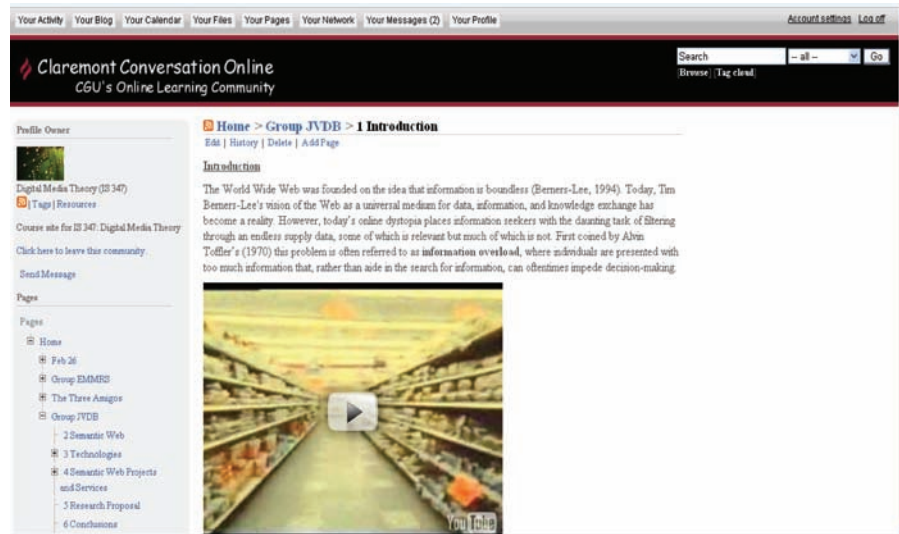 Your Activity Your Blog Your Calendar Your Files Your Pages Your Network Your Messages (2) Your Profile Account settings Log off
Claremont Conversation Online
CGU's Online Learning Community
Search -- all -- Go
[Browse] [Tag cloud]
Profile Owner
Digital Media Theory (IS 347)
| Tags | Resources
Course site for IS 347: Digital Media Theory
Click here to leave this community.
Send Message
Pages
Pages
Home
Feb 26
Group EMMRS
The Three Amigos
Group JVDB
2 Semantic Web
3 Technologies
4 Semantic Web Projects
and Services
5 Research Proposal
6 Conclusions
Home > Group JVDB > 1 Introduction
Edit | History | Delete | Add Page
Introduction
The World Wide Web was founded on the idea that information is boundless (Berners-Lee, 1994). Today, Tim
Berners-Lee's vision of the Web as a universal medium for data, information, and knowledge exchange has
become a reality. However, today's online dystopia places information seekers with the daunting task of filtering
through an endless supply data, some of which is relevant but much of which is not. First coined by Alvin
Toffler's (1970) this problem is often referred to as information overload, where individuals are presented with
too much information that, rather than aide in the search for information, can oftentimes impede decision-making.
You Tube